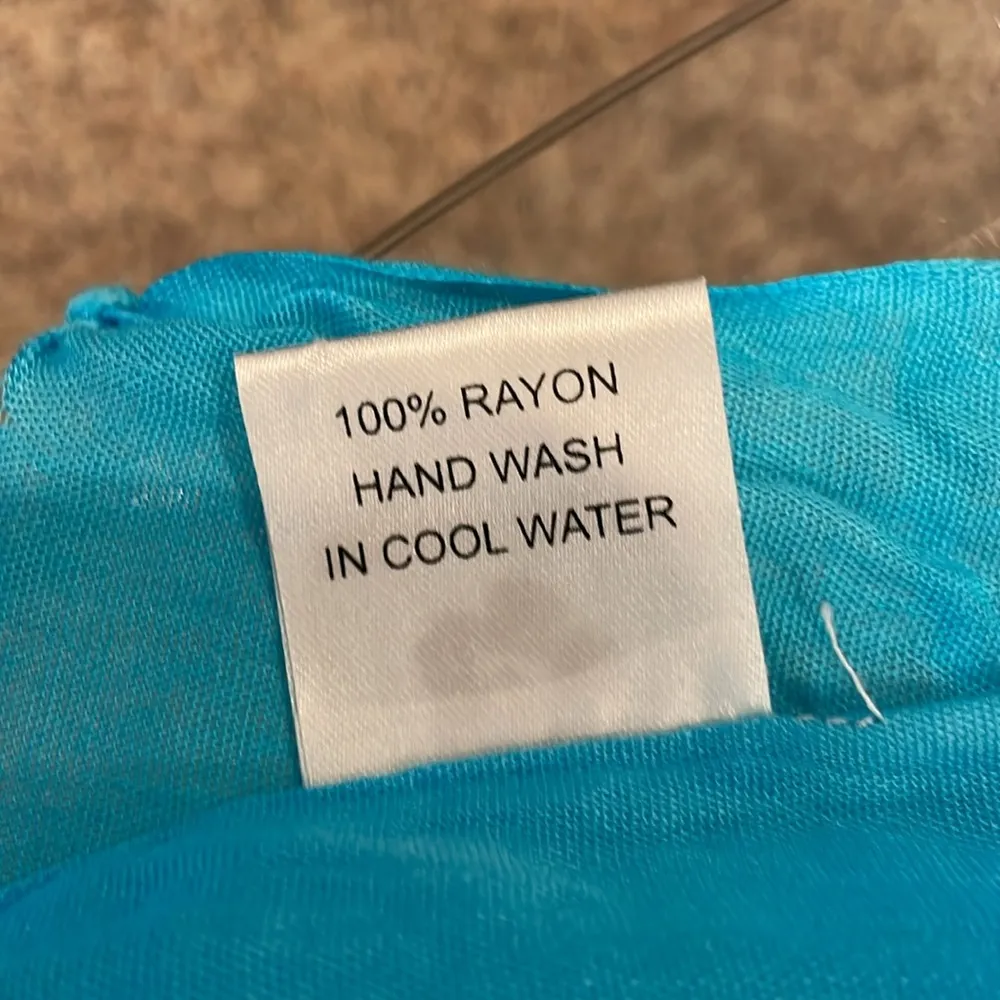 100% RAYON
HAND WASH
IN COOL WATER